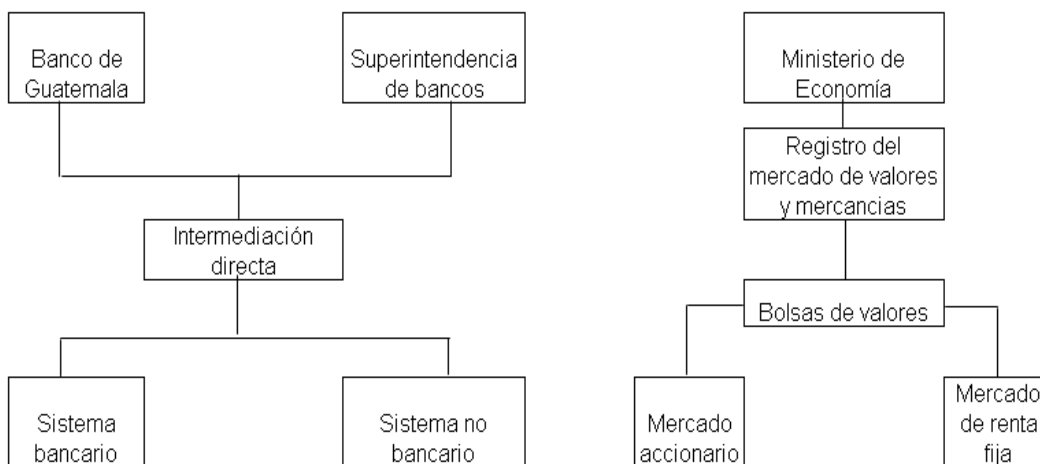 Banco de
Guatemala
Superintendencia
de bancos
Ministerio de
Economía
Registro del
mercado de valores
y mercancias
Intermediación
directa
Bolsas de valores
Sistema
bancario
Sistema no
bancario
Mercado
accionario
Mercado
de renta
fija